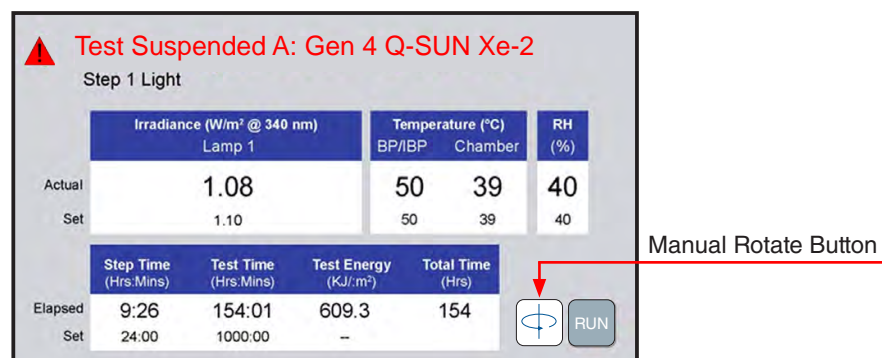 Test Suspended A: Gen 4 Q-SUN Xe-2
Step 1 Light
Irradiance (W/m² @ 340 nm) Temperature (°C) RH
Lamp 1 BP/IBP Chamber (%)
Actual 1.08 50 39 40
Set 1.10 50 39 40
Manual Rotate Button
Step Time Test Time Test Energy Total Time
(Hrs:Mins) (Hrs:Mins) (KJ/:m²) (Hrs)
Elapsed 9:26 154:01 609.3 154
RUN
Set 24:00 1000:00 --